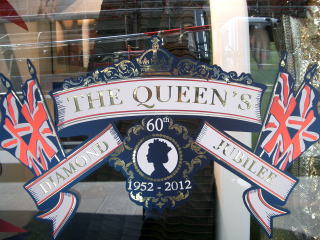 THE QUEEN'S
60th
DIAMOND JUBILEE
1952 - 2012